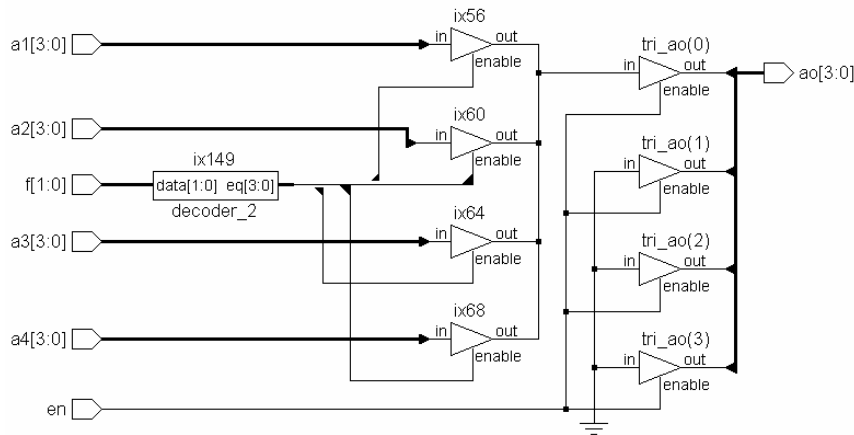 ix56
a1[3:0]
in
out
enable
tri_ao(0)
in
out
enable
ao[3:0]
a2[3:0]
ix60
in
out
enable
ix149
f[1:0]
data[1:0] eq[3:0]
decoder_2
tri_ao(1)
in
out
enable
a3[3:0]
ix64
in
out
enable
tri_ao(2)
in
out
enable
a4[3:0]
ix68
in
out
enable
tri_ao(3)
in
out
enable
en